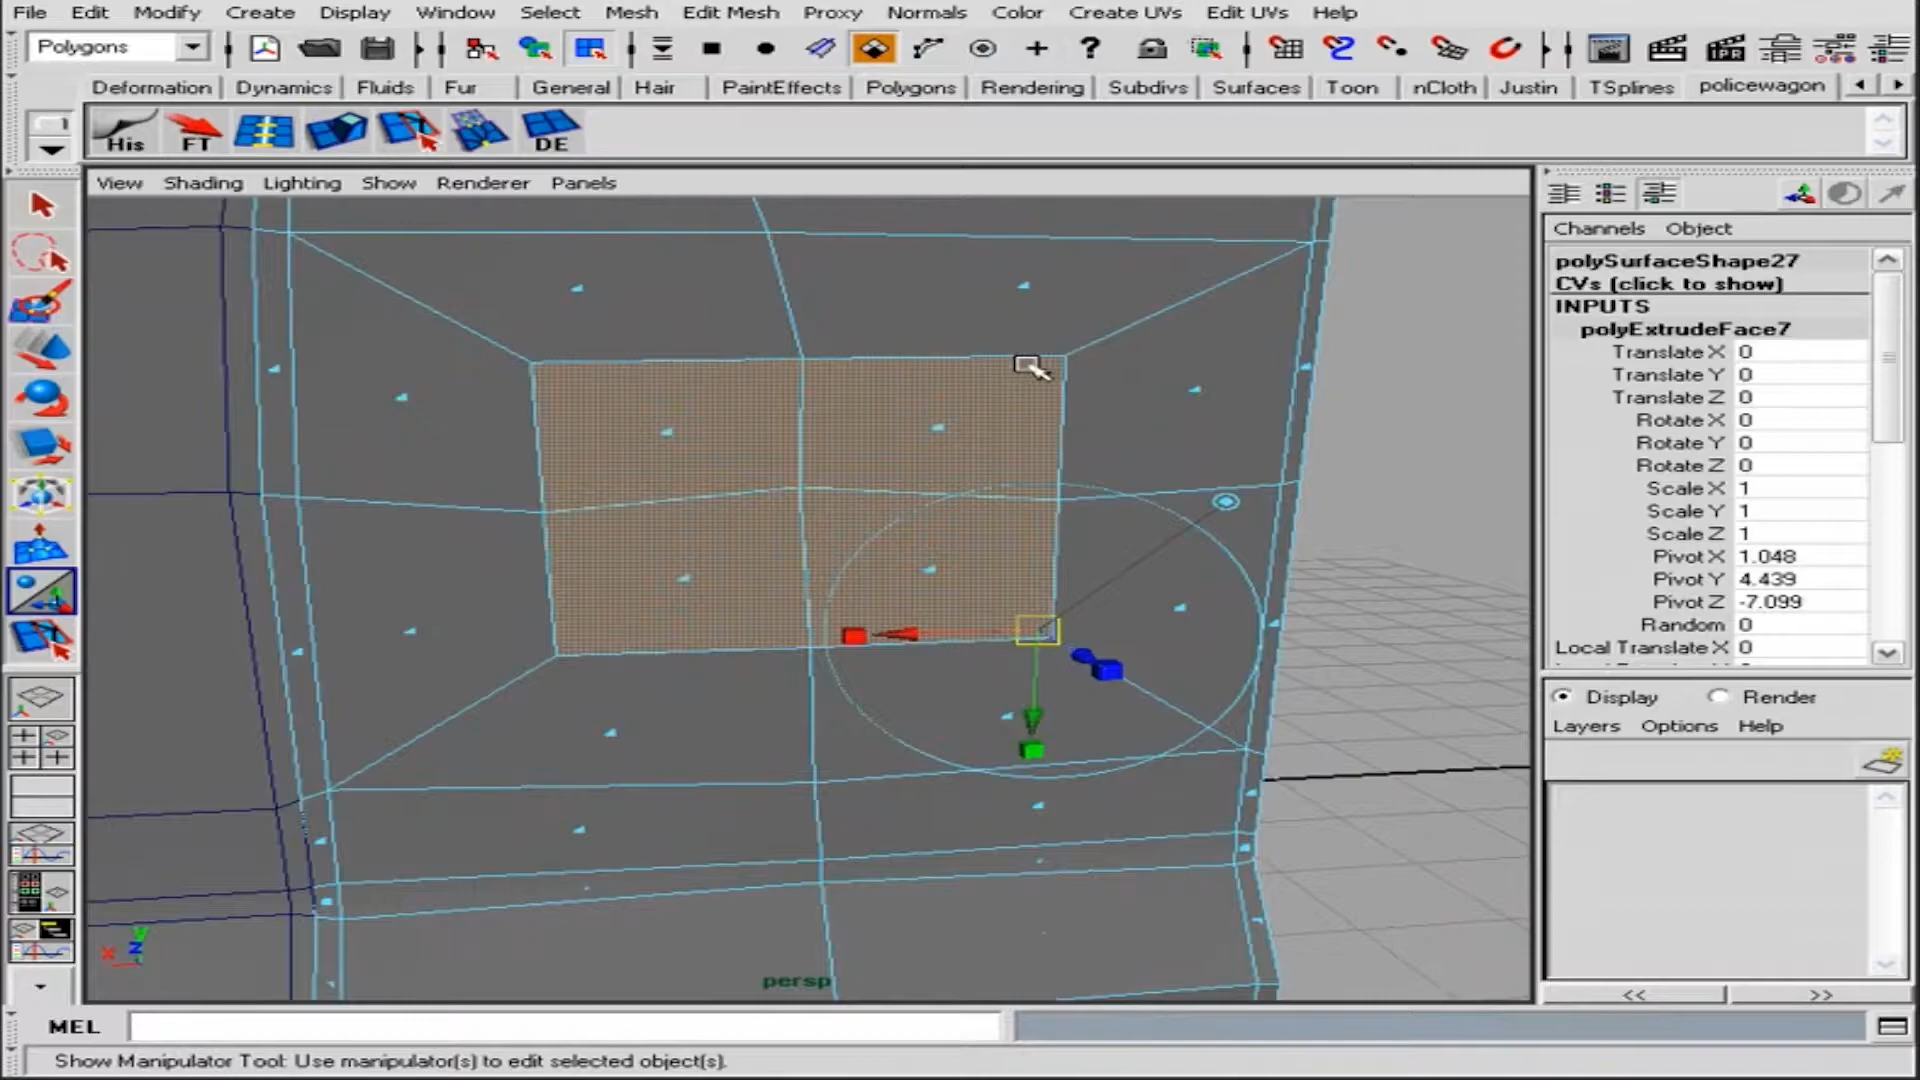 File Edit Modify Create Display Window Select Mesh Edit Mesh Proxy Normals Color Create UVs Edit UVs Help
Polygons
IPR
Deformation Dynamics Fluids Fur General Hair PaintEffects Polygons Rendering Subdivs Surfaces Toon nCloth Justin TSplines policewagon
His FT DE
View Shading Lighting Show Renderer Panels
Channels Object
polySurfaceShape27
CVs (click to show)
INPUTS
polyExtrudeFace7
Translate X 0
Translate Y 0
Translate Z 0
Rotate X 0
Rotate Y 0
Rotate Z 0
Scale X 1
Scale Y 1
Scale Z 1
Pivot X 1.048
Pivot Y 4.439
Pivot Z -7.099
Random 0
Local Translate X 0
Display Render
Layers Options Help
<< >>
Y
X Z
persp
MEL
Show Manipulator Tool: Use manipulator(s) to edit selected object(s).